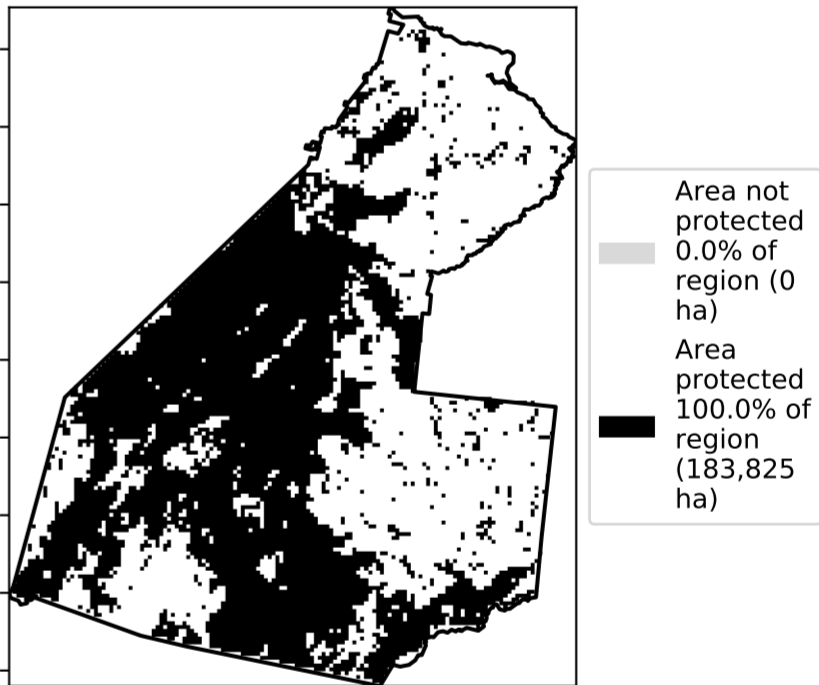 Area not
protected
0.0% of
region (0
ha)
Area
protected
100.0% of
region
(183,825
ha)